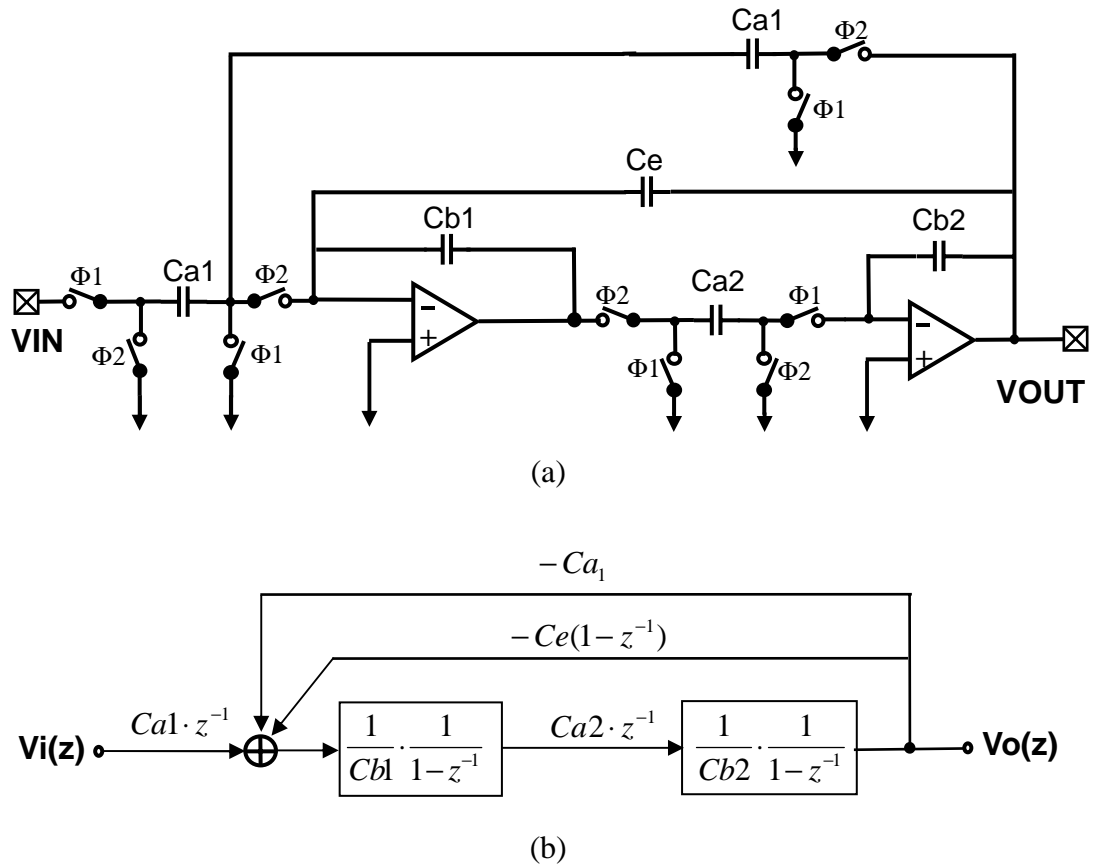 Ca1
Φ2
Φ1
Ce
Cb1
Cb2
Φ1
Ca1
Φ2
Φ2
Ca2
Φ1
VIN
Φ2
Φ1
−
+
Φ1
Φ2
−
+
VOUT
(a)
−Ca₁
−Ce(1−z⁻¹)
Vi(z)
Ca1·z⁻¹
1/Cb1 · 1/(1−z⁻¹)
Ca2·z⁻¹
1/Cb2 · 1/(1−z⁻¹)
Vo(z)
(b)